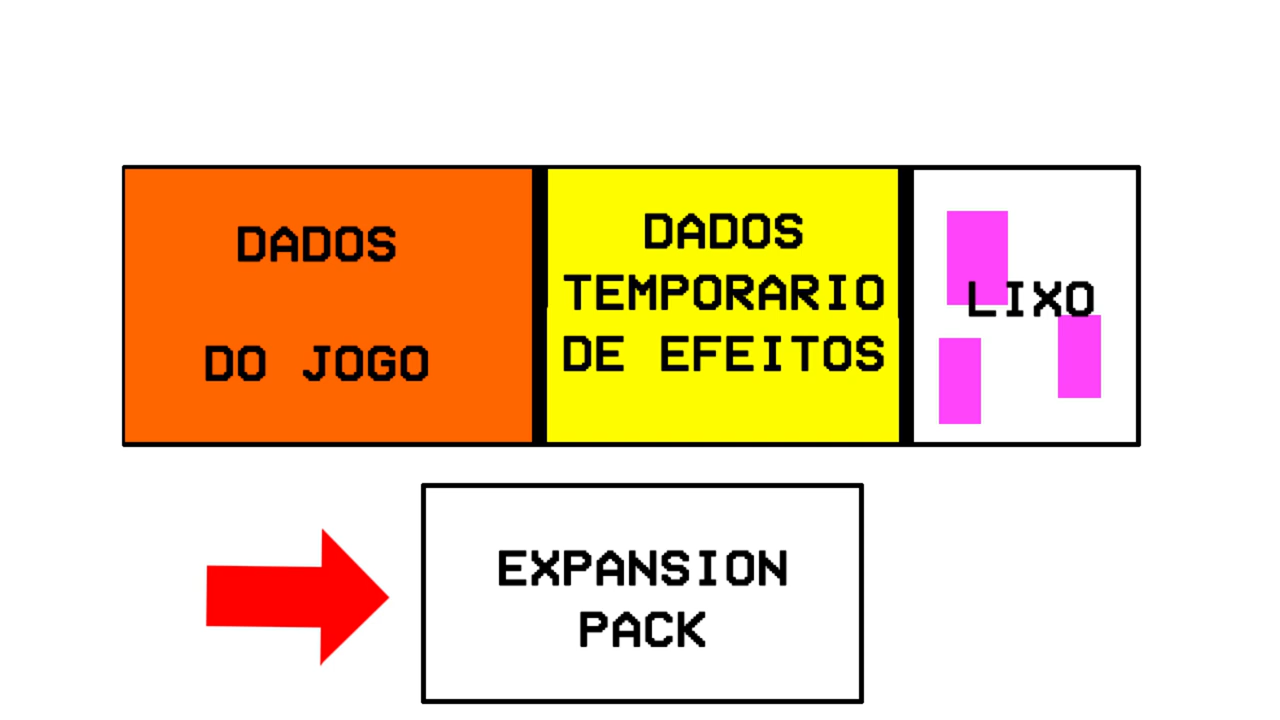 DADOS
DO JOGO
DADOS
TEMPORARIO
DE EFEITOS
LIXO
EXPANSION
PACK